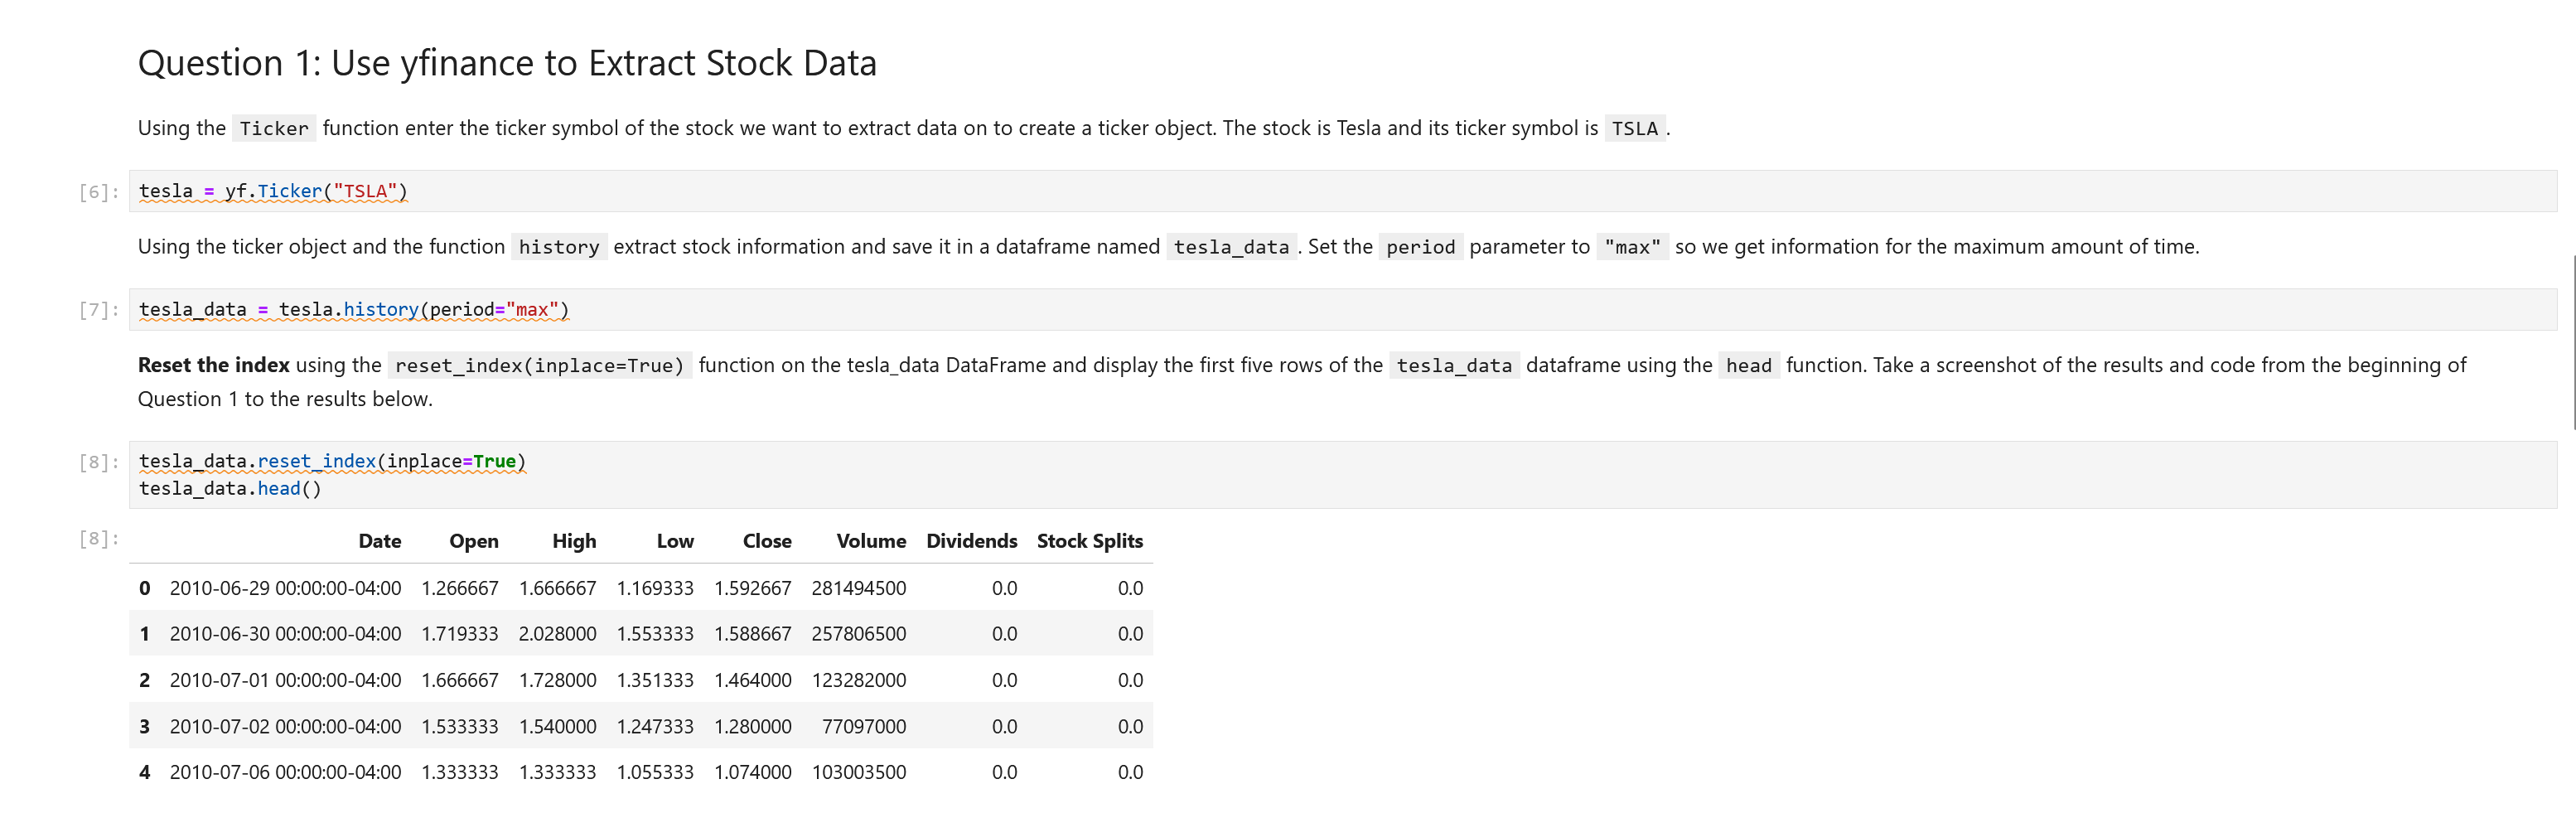 Question 1: Use yfinance to Extract Stock Data
Using the Ticker function enter the ticker symbol of the stock we want to extract data on to create a ticker object. The stock is Tesla and its ticker symbol is TSLA .
[6]: tesla = yf.Ticker("TSLA")
Using the ticker object and the function history extract stock information and save it in a dataframe named tesla_data . Set the period parameter to "max" so we get information for the maximum amount of time.
[7]: tesla_data = tesla.history(period="max")
Reset the index using the reset_index(inplace=True) function on the tesla_data DataFrame and display the first five rows of the tesla_data dataframe using the head function. Take a screenshot of the results and code from the beginning of
Question 1 to the results below.
[8]: tesla_data.reset_index(inplace=True)
tesla_data.head()
[8]: Date Open High Low Close Volume Dividends Stock Splits
0 2010-06-29 00:00:00-04:00 1.266667 1.666667 1.169333 1.592667 281494500 0.0 0.0
1 2010-06-30 00:00:00-04:00 1.719333 2.028000 1.553333 1.588667 257806500 0.0 0.0
2 2010-07-01 00:00:00-04:00 1.666667 1.728000 1.351333 1.464000 123282000 0.0 0.0
3 2010-07-02 00:00:00-04:00 1.533333 1.540000 1.247333 1.280000 77097000 0.0 0.0
4 2010-07-06 00:00:00-04:00 1.333333 1.333333 1.055333 1.074000 103003500 0.0 0.0